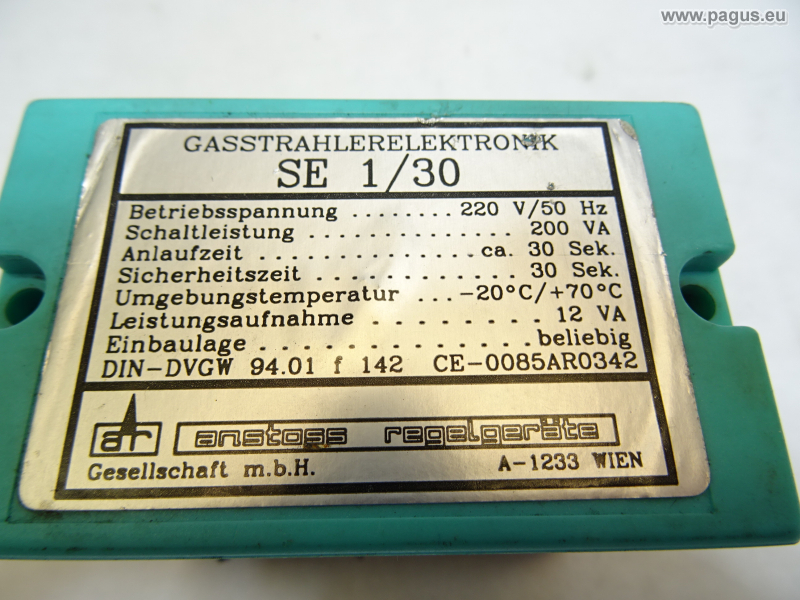 www.pagus.eu
GASSTRAHLERELEKTRONIK
SE 1/30
Betriebsspannung ........ 220 V/50 Hz
Schaltleistung ............. 200 VA
Anlaufzeit ............... ca. 30 Sek.
Sicherheitszeit ............ 30 Sek.
Umgebungstemperatur ...-20°C/+70°C
Leistungsaufnahme ........ 12 VA
Einbaulage ............... beliebig
DIN-DVGW 94.01 f 142 CE-0085AR0342
ar anstoss regelgeräte
Gesellschaft m.b.H. A-1233 WIEN